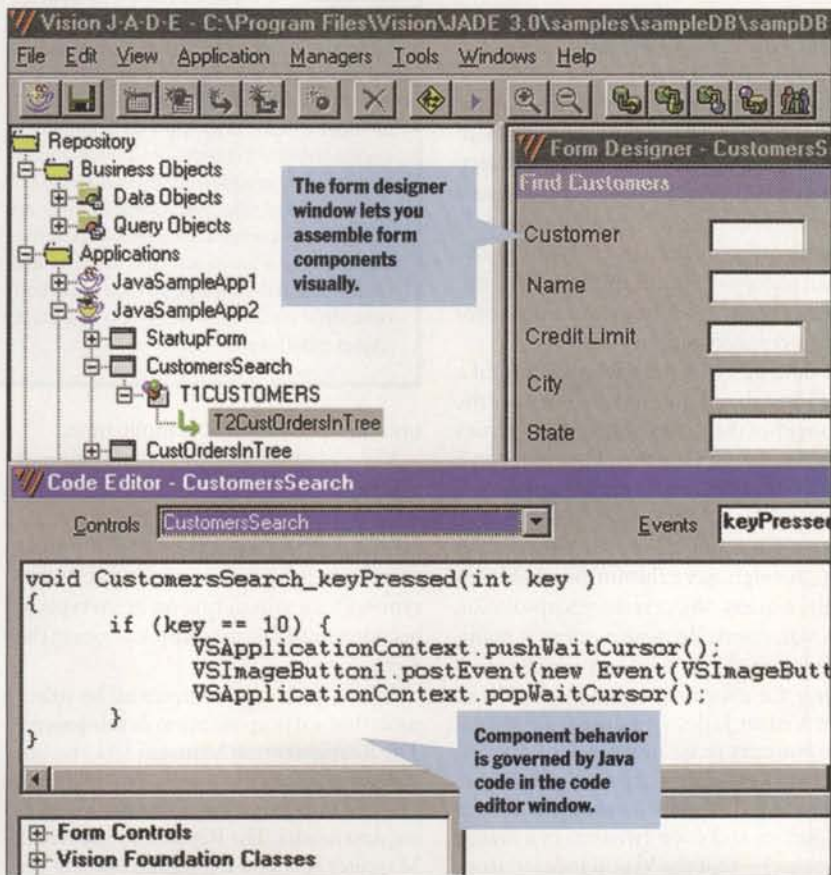 Vision J·A·D·E - C:\Program Files\Vision\JADE 3.0\samples\sampleDB\sampDB
File Edit View Application Managers Tools Windows Help
Repository
Business Objects
Data Objects
Query Objects
Applications
JavaSampleApp1
JavaSampleApp2
StartupForm
CustomersSearch
T1CUSTOMERS
T2CustOrdersInTree
CustOrdersInTree
The form designer
window lets you
assemble form
components
visually.
Form Designer - CustomersS
Find Customers
Customer
Name
Credit Limit
City
State
Code Editor - CustomersSearch
Controls CustomersSearch Events keyPressed
void CustomersSearch_keyPressed(int key )
{
if (key == 10) {
VSApplicationContext.pushWaitCursor();
VSImageButton1.postEvent(new Event(VSImageButt
VSApplicationContext.popWaitCursor();
}
}
Component behavior
is governed by Java
code in the code
editor window.
Form Controls
Vision Foundation Classes